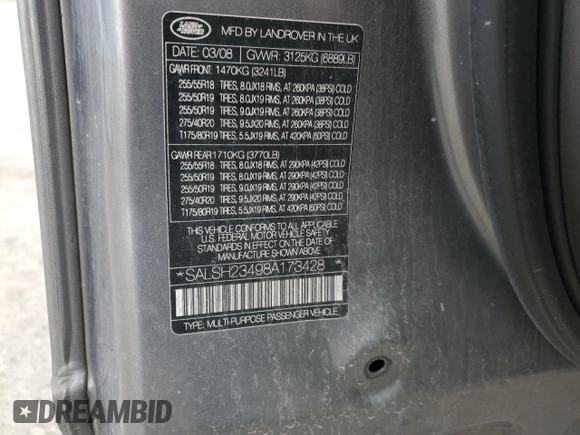 LAND
ROVER
MFD BY LANDROVER IN THE UK
DATE: 03/08 GVWR: 3125KG (6889LB)
GAWR FRONT: 1470KG (3241LB)
255/55R18 TIRES, 8.0JX18 RIMS, AT 260KPA (38PSI) COLD
255/50R19 TIRES, 8.0JX19 RIMS, AT 260KPA (38PSI) COLD
255/50R19 TIRES, 9.0JX19 RIMS, AT 260KPA (38PSI) COLD
275/40R20 TIRES, 9.5JX20 RIMS, AT 260KPA (38PSI) COLD
T175/80R19 TIRES, 5.5JX19 RIMS, AT 420KPA (60PSI) COLD
GAWR REAR: 1710KG (3770LB)
255/55R18 TIRES, 8.0JX18 RIMS, AT 290KPA (42PSI) COLD
255/50R19 TIRES, 8.0JX19 RIMS, AT 290KPA (42PSI) COLD
255/50R19 TIRES, 9.0JX19 RIMS, AT 290KPA (42PSI) COLD
275/40R20 TIRES, 9.5JX20 RIMS, AT 290KPA (42PSI) COLD
T175/80R19 TIRES, 5.5JX19 RIMS, AT 420KPA (60PSI) COLD
THIS VEHICLE CONFORMS TO ALL APPLICABLE
U.S. FEDERAL MOTOR VEHICLE SAFETY STANDARDS
IN EFFECT ON THE DATE OF MANUFACTURE
SHOWN ABOVE.
*SALSH23498A173428*
TYPE: MULTI-PURPOSE PASSENGER VEHICLE
DREAMBID